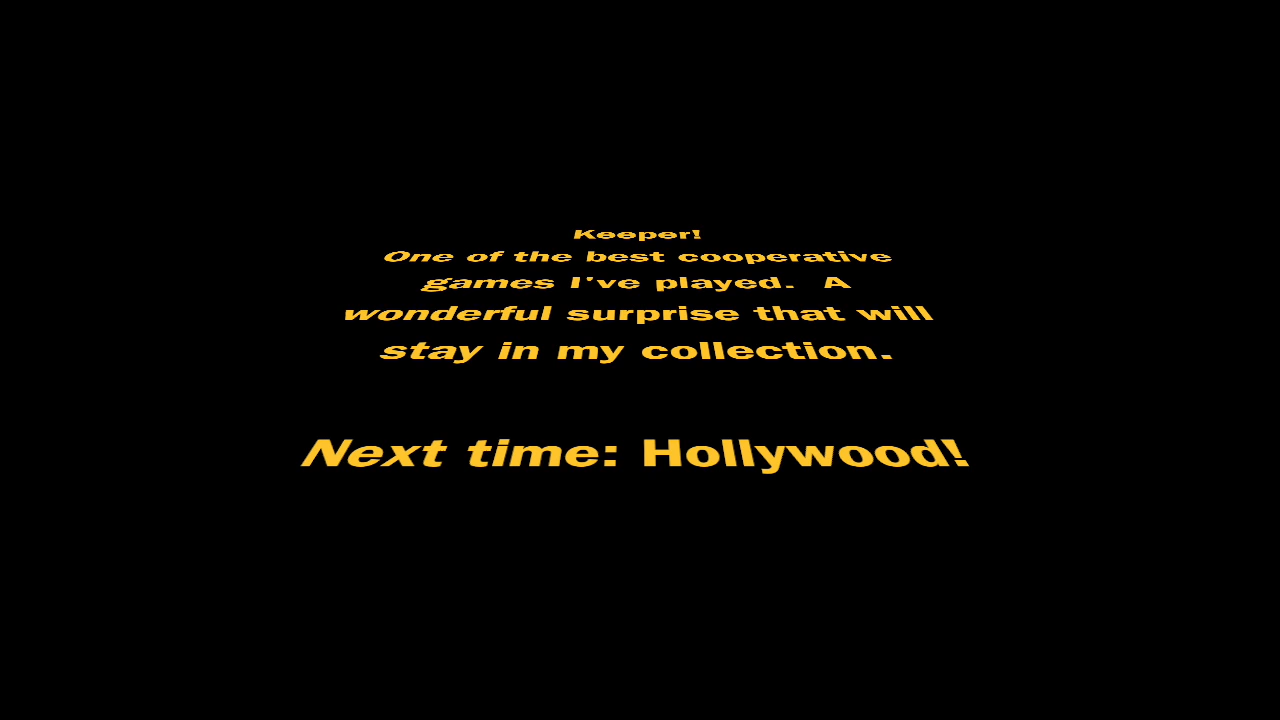 Keeper!
One of the best cooperative
games I've played.  A
wonderful surprise that will
stay in my collection.
Next time: Hollywood!